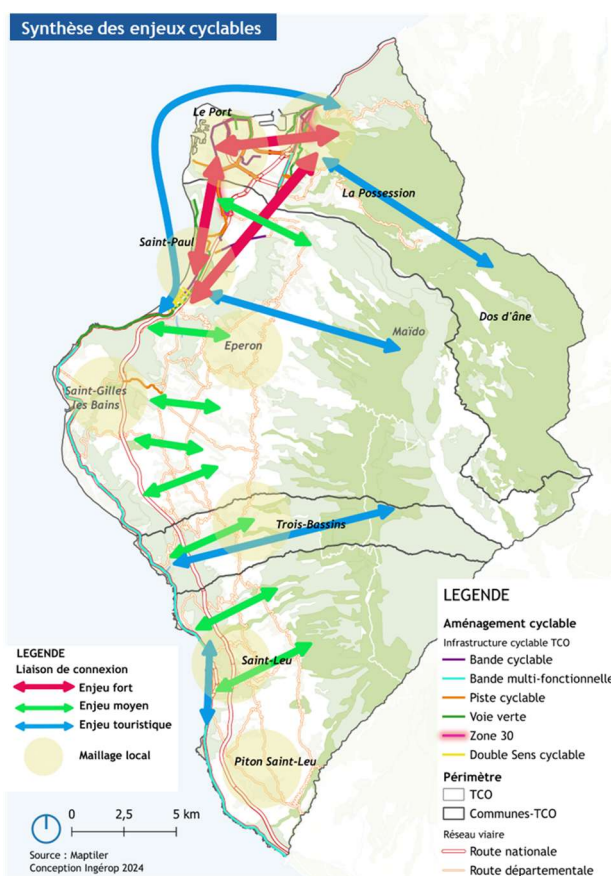 Synthèse des enjeux cyclables
Le Port
La Possession
Saint-Paul
Dos d'âne
Maïdo
Eperon
Saint-Gilles
les Bains
Trois-Bassins
Saint-Leu
Piton Saint-Leu
LEGENDE
Liaison de connexion
Enjeu fort
Enjeu moyen
Enjeu touristique
Maillage local
0 2,5 5 km
Source : Maptiler
Conception Ingérop 2024
LEGENDE
Aménagement cyclable
Infrastructure cyclable TCO
Bande cyclable
Bande multi-fonctionnelle
Piste cyclable
Voie verte
Zone 30
Double Sens cyclable
Périmètre
TCO
Communes-TCO
Réseau viaire
Route nationale
Route départementale